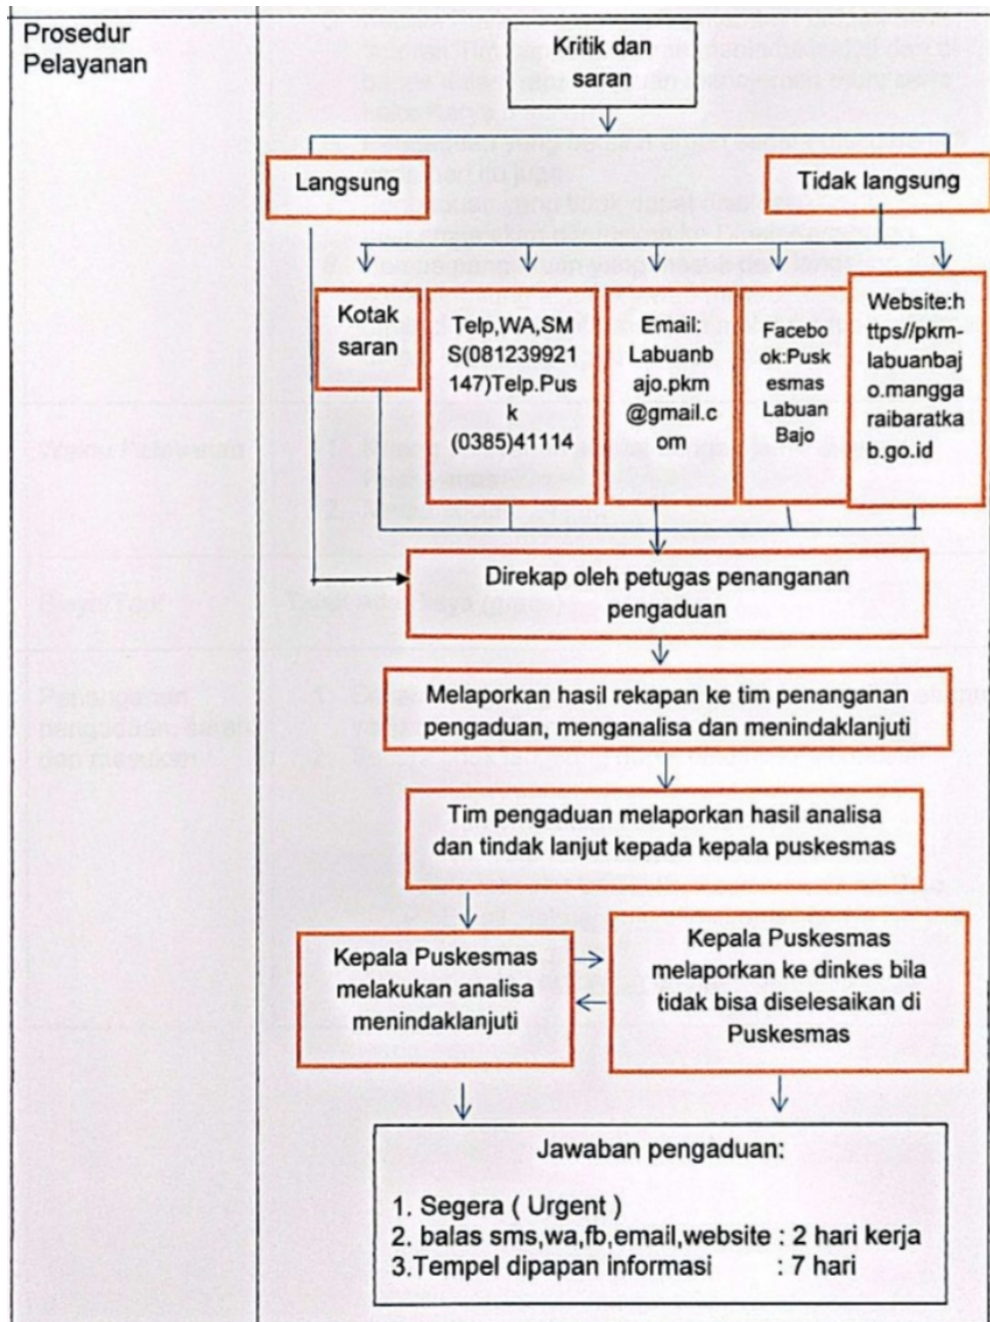 Prosedur
Pelayanan
Kritik dan
saran
Langsung
Tidak langsung
Kotak
saran
Telp,WA,SM
S(081239921
147)Telp.Pus
k
(0385)41114
Email:
Labuanb
ajo.pkm
@gmail.c
om
Facebo
ok:Pusk
esmas
Labuan
Bajo
Website:h
ttps//pkm-
labuanbaj
o.mangga
raibaratka
b.go.id
Direkap oleh petugas penanganan
pengaduan
Melaporkan hasil rekapan ke tim penanganan
pengaduan, menganalisa dan menindaklanjuti
Tim pengaduan melaporkan hasil analisa
dan tindak lanjut kepada kepala puskesmas
Kepala Puskesmas
melakukan analisa
menindaklanjuti
Kepala Puskesmas
melaporkan ke dinkes bila
tidak bisa diselesaikan di
Puskesmas
Jawaban pengaduan:
1. Segera ( Urgent )
2. balas sms,wa,fb,email,website : 2 hari kerja
3.Tempel dipapan informasi : 7 hari